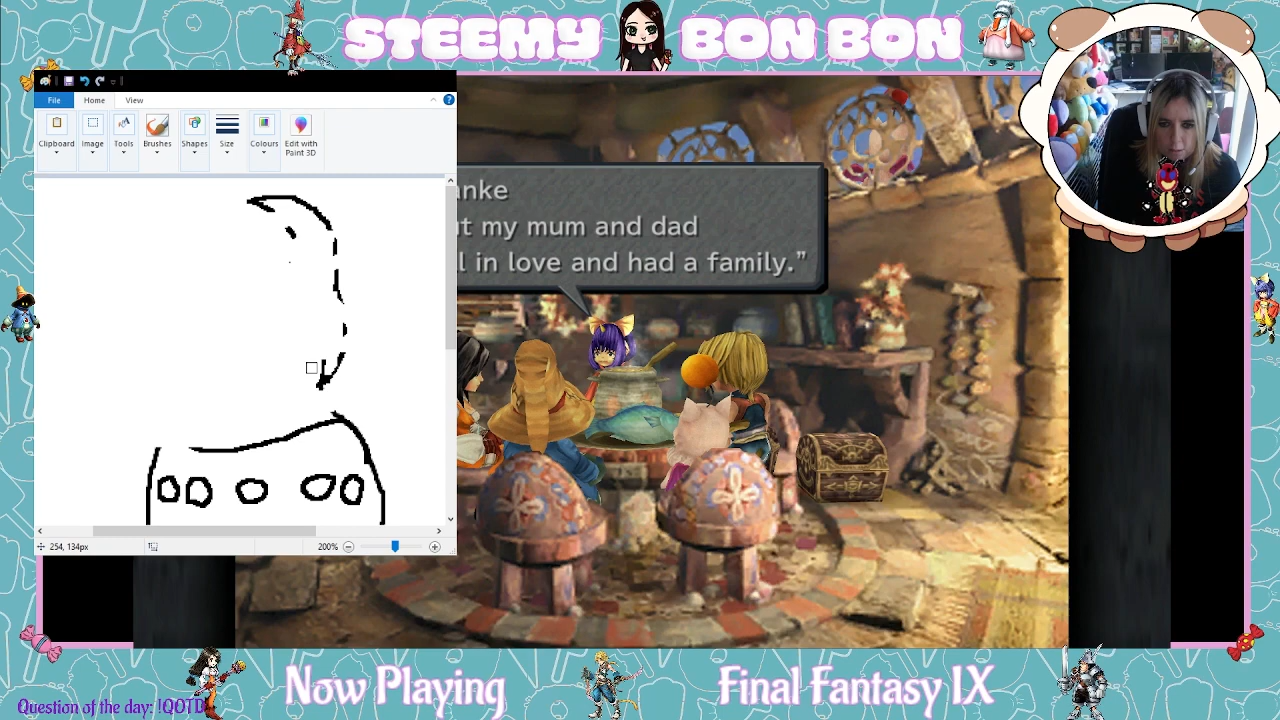 STEEMY BON BON
File Home View
Clipboard Image Tools Brushes Shapes Size Colours Edit with
Paint 3D
anke
t my mum and dad
l in love and had a family.”
254, 134px
200%
Now Playing Final Fantasy IX
Question of the day: !QOTD